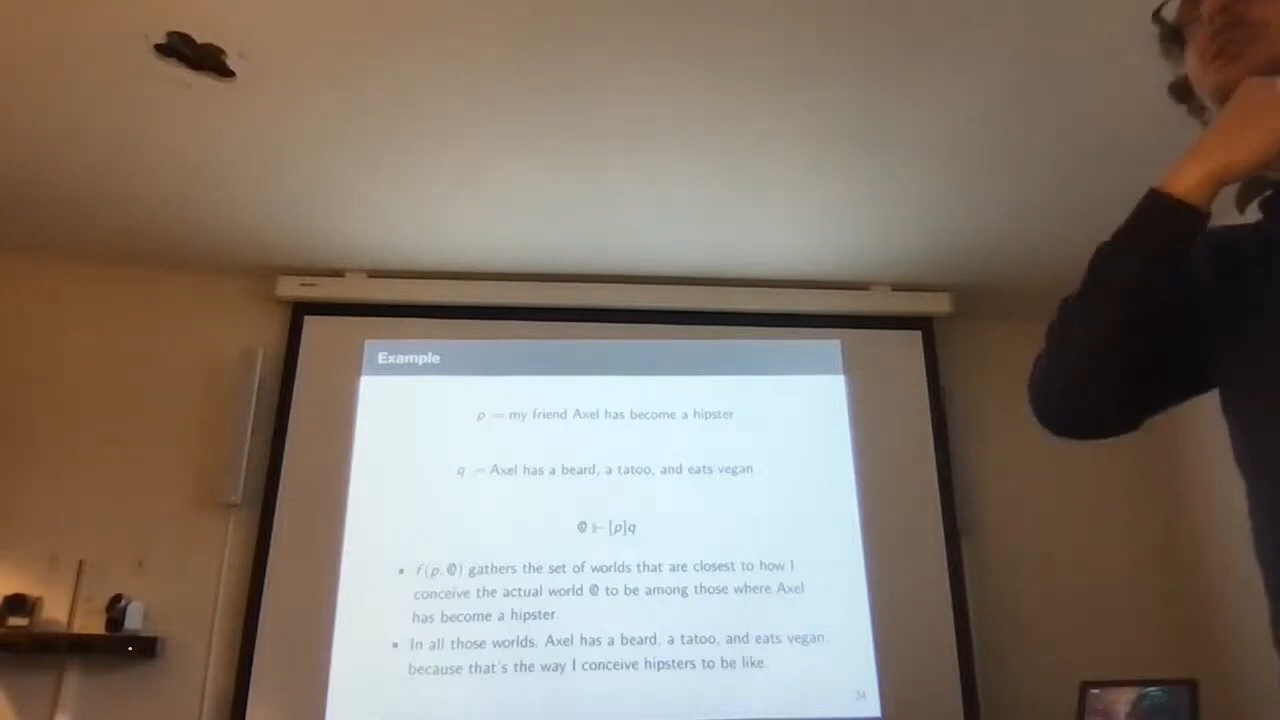 Example
p = my friend Axel has become a hipster
q = Axel has a beard, a tatoo, and eats vegan
@ ⊩ [p]q
• f(p, @) gathers the set of worlds that are closest to how I
conceive the actual world @ to be among those where Axel
has become a hipster.
• In all those worlds, Axel has a beard, a tatoo, and eats vegan,
because that's the way I conceive hipsters to be like.
24